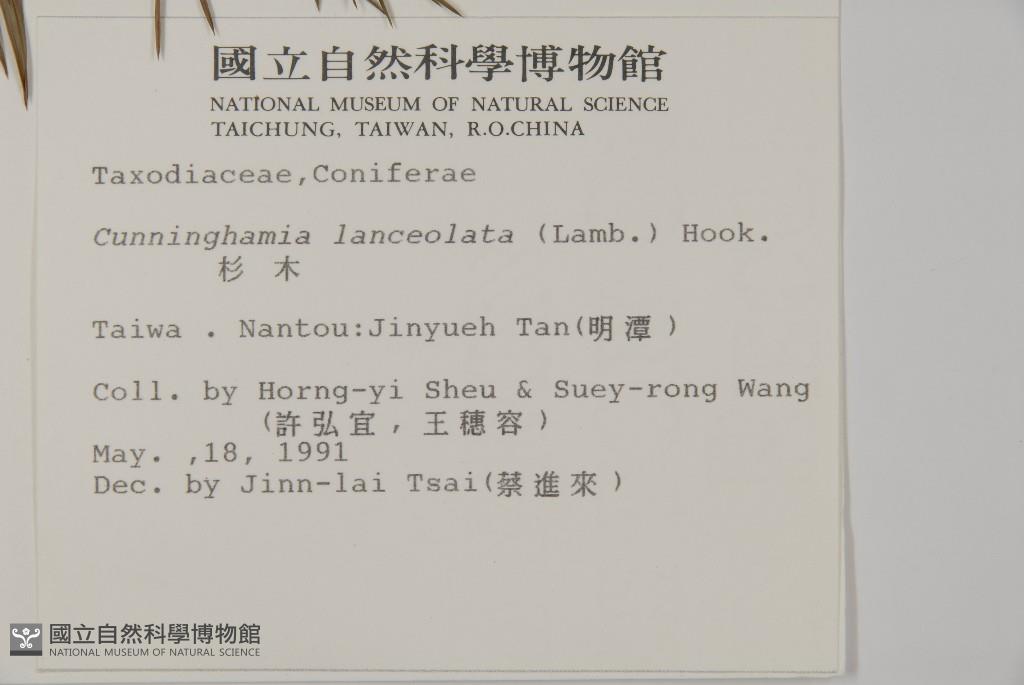 國立自然科學博物館
NATIONAL MUSEUM OF NATURAL SCIENCE
TAICHUNG, TAIWAN, R.O.CHINA
Taxodiaceae,Coniferae
Cunninghamia lanceolata (Lamb.) Hook.
杉 木
Taiwa . Nantou:Jinyueh Tan(明潭)
Coll. by Horng-yi Sheu & Suey-rong Wang
(許弘宜,王穗容)
May. ,18, 1991
Dec. by Jinn-lai Tsai(蔡進來)
國立自然科學博物館
NATIONAL MUSEUM OF NATURAL SCIENCE